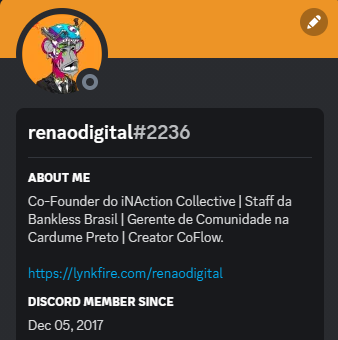 renaodigital#2236
ABOUT ME
Co-Founder do iNAction Collective | Staff da
Bankless Brasil | Gerente de Comunidade na
Cardume Preto | Creator CoFlow.
https://lynkfire.com/renaodigital
DISCORD MEMBER SINCE
Dec 05, 2017